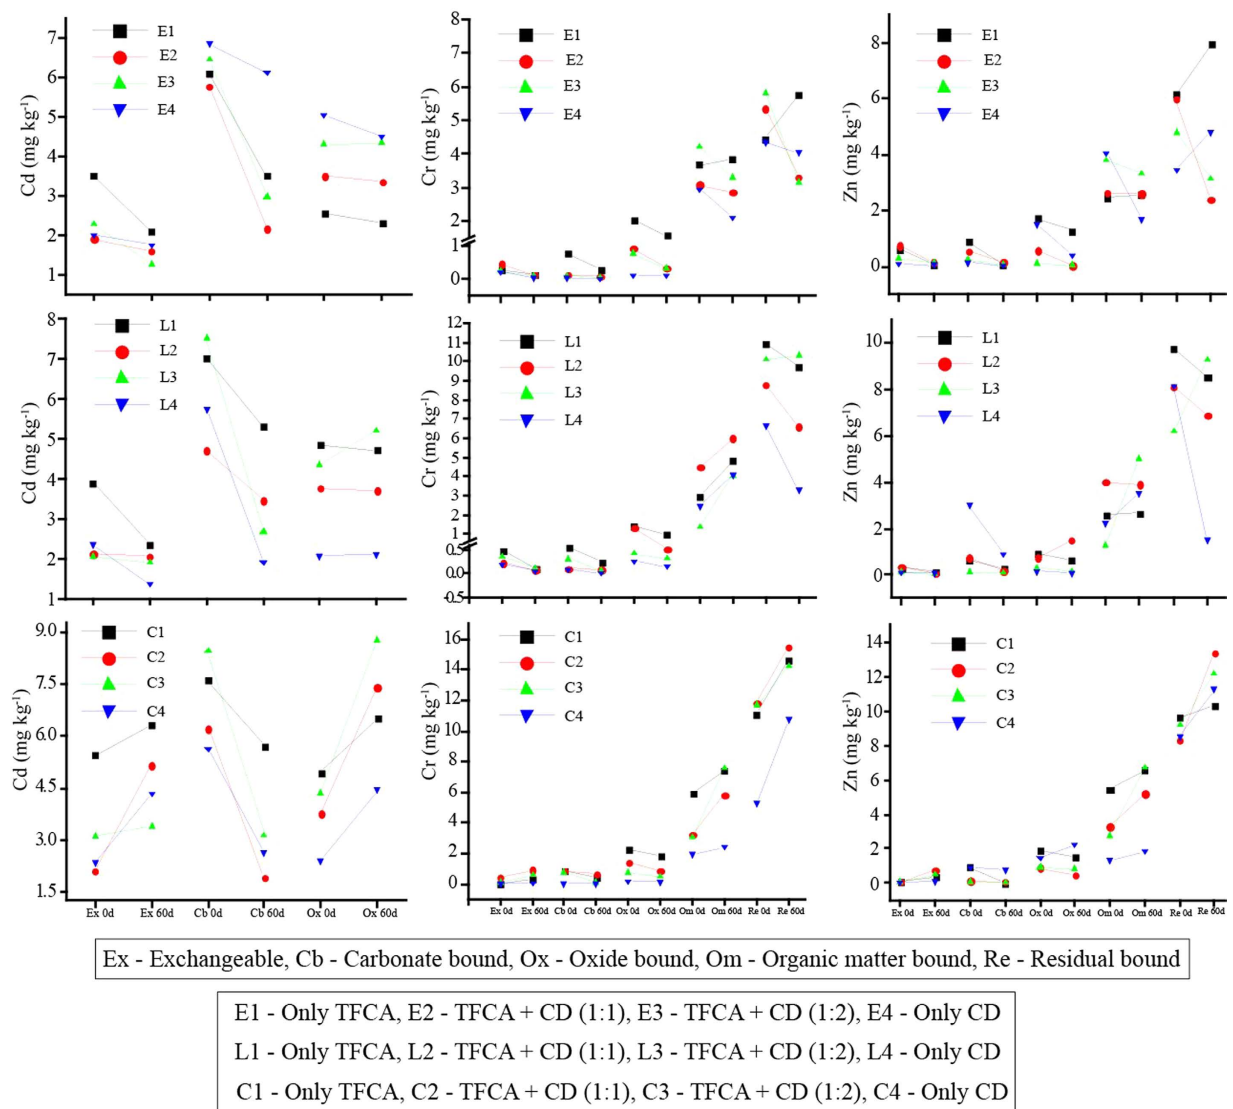 Cd (mg kg-1)
7
6
5
4
3
2
1
E1
E2
E3
E4
Cr (mg kg-1)
8
7
6
5
4
3
2
1
0
E1
E2
E3
E4
Zn (mg kg-1)
8
6
4
2
0
E1
E2
E3
E4
Cd (mg kg-1)
8
7
6
5
4
3
2
1
L1
L2
L3
L4
Cr (mg kg-1)
12
11
10
9
8
7
6
5
4
3
2
1
0.5
0.0
-0.5
L1
L2
L3
L4
Zn (mg kg-1)
10
8
6
4
2
0
L1
L2
L3
L4
Cd (mg kg-1)
9.0
7.5
6.0
4.5
3.0
1.5
C1
C2
C3
C4
Ex 0d Ex 60d Cb 0d Cb 60d Ox 0d Ox 60d
Cr (mg kg-1)
16
14
12
10
8
6
4
2
0
C1
C2
C3
C4
Ex 0d Ex 60d Cb 0d Cb 60d Ox 0d Ox 60d Om 0d Om 60d Re 0d Re 60d
Zn (mg kg-1)
14
12
10
8
6
4
2
0
C1
C2
C3
C4
Ex 0d Ex 60d Cb 0d Cb 60d Ox 0d Ox 60d Om 0d Om 60d Re 0d Re 60d
Ex - Exchangeable, Cb - Carbonate bound, Ox - Oxide bound, Om - Organic matter bound, Re - Residual bound
E1 - Only TFCA, E2 - TFCA + CD (1:1), E3 - TFCA + CD (1:2), E4 - Only CD
L1 - Only TFCA, L2 - TFCA + CD (1:1), L3 - TFCA + CD (1:2), L4 - Only CD
C1 - Only TFCA, C2 - TFCA + CD (1:1), C3 - TFCA + CD (1:2), C4 - Only CD